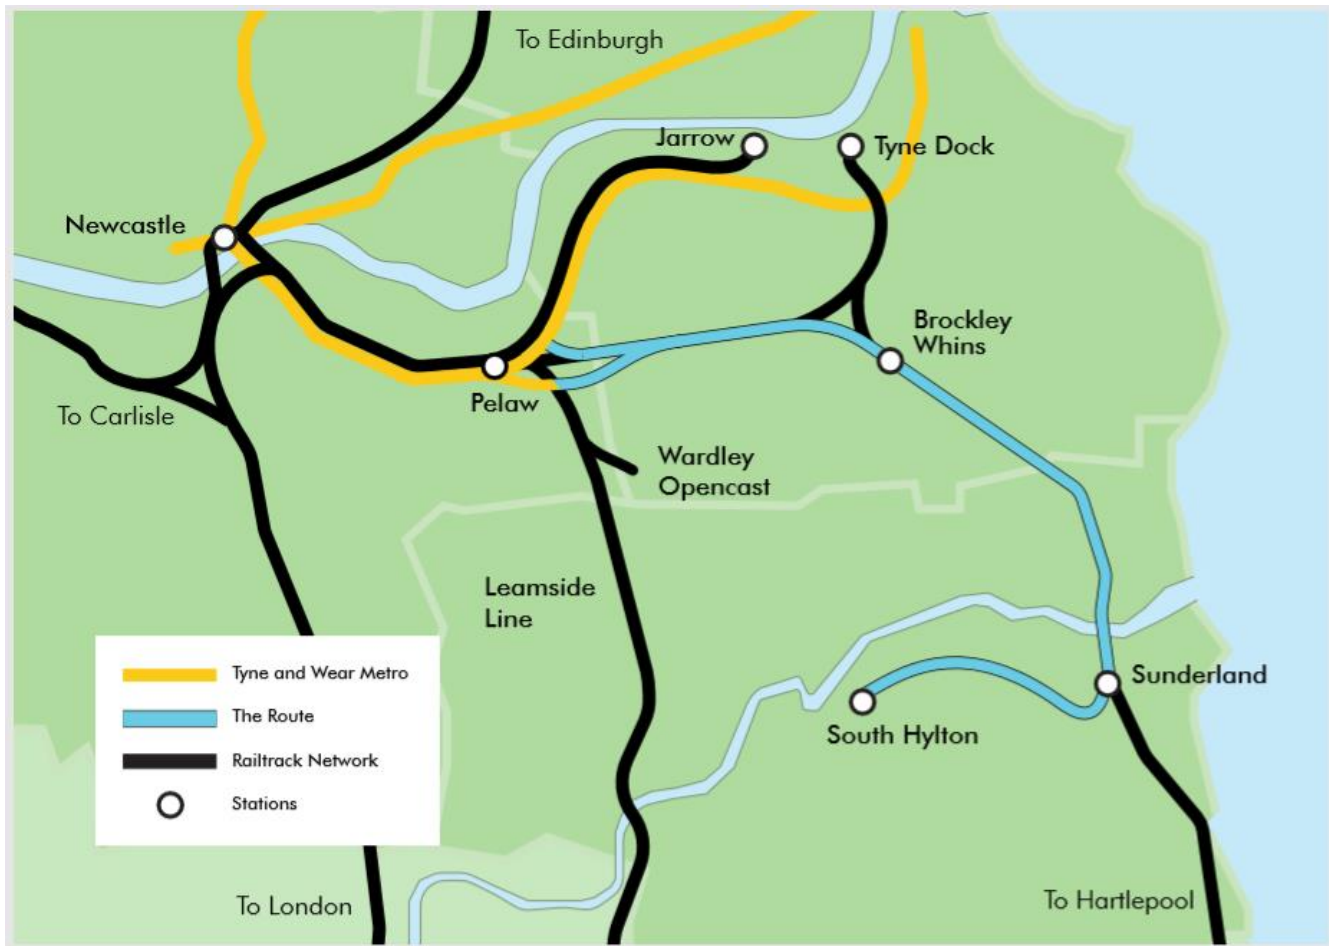 To Edinburgh
Jarrow
Tyne Dock
Newcastle
Brockley
Whins
Pelaw
To Carlisle
Wardley
Opencast
Leamside
Line
Tyne and Wear Metro
The Route
Railtrack Network
Stations
Sunderland
South Hylton
To London
To Hartlepool